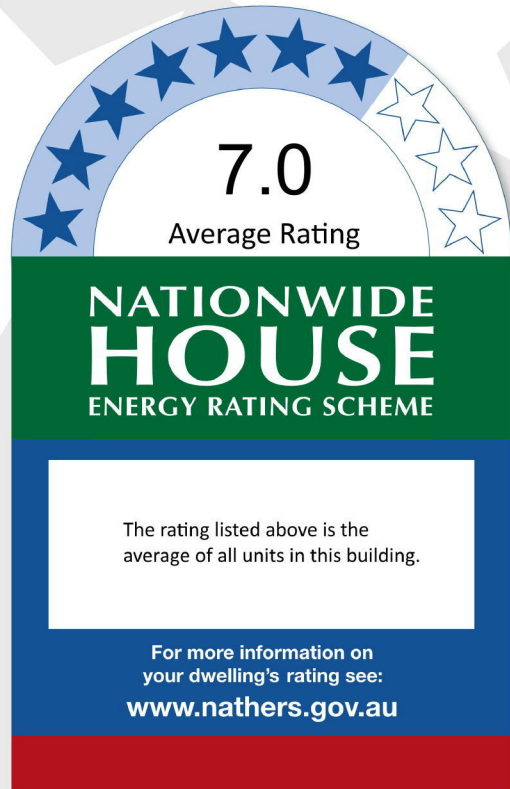 7.0
Average Rating
NATIONWIDE
HOUSE
ENERGY RATING SCHEME
The rating listed above is the
average of all units in this building.
For more information on
your dwelling's rating see:
www.nathers.gov.au